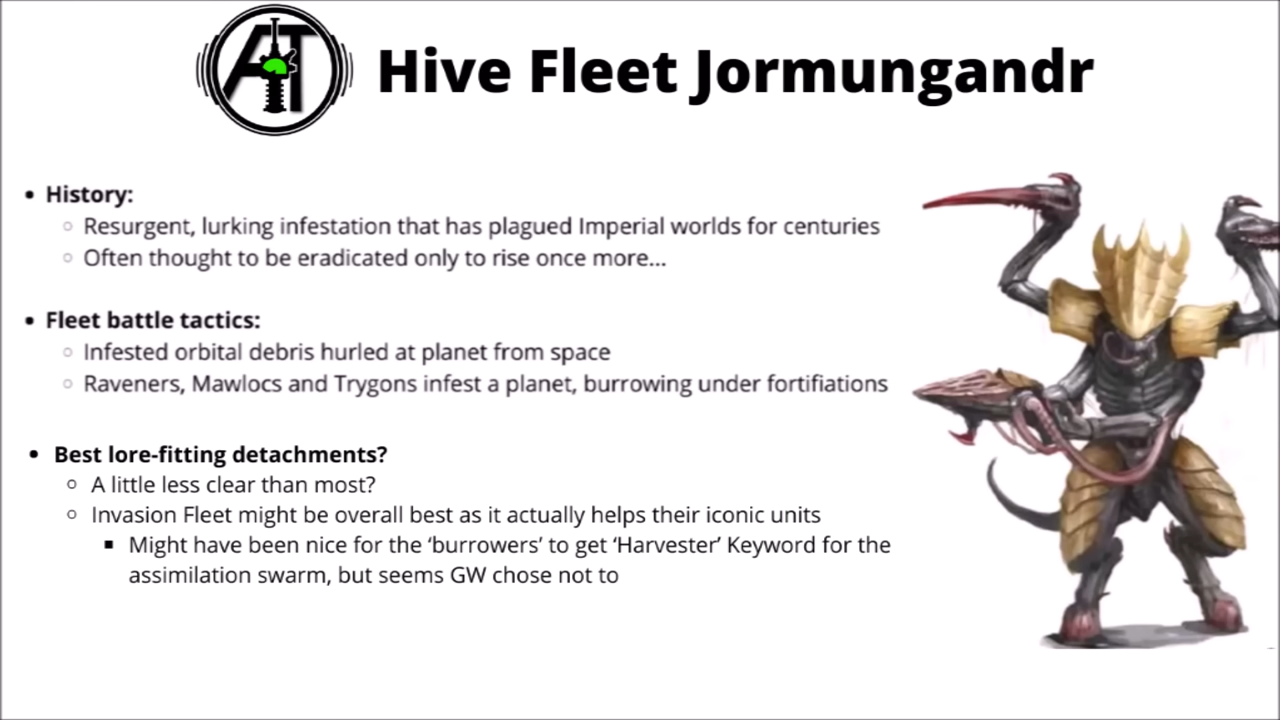 AT
Hive Fleet Jormungandr
• History:
○ Resurgent, lurking infestation that has plagued Imperial worlds for centuries
○ Often thought to be eradicated only to rise once more...
• Fleet battle tactics:
○ Infested orbital debris hurled at planet from space
○ Raveners, Mawlocs and Trygons infest a planet, burrowing under fortifiations
• Best lore-fitting detachments?
○ A little less clear than most?
○ Invasion Fleet might be overall best as it actually helps their iconic units
▪ Might have been nice for the ‘burrowers’ to get ‘Harvester’ Keyword for the
assimilation swarm, but seems GW chose not to